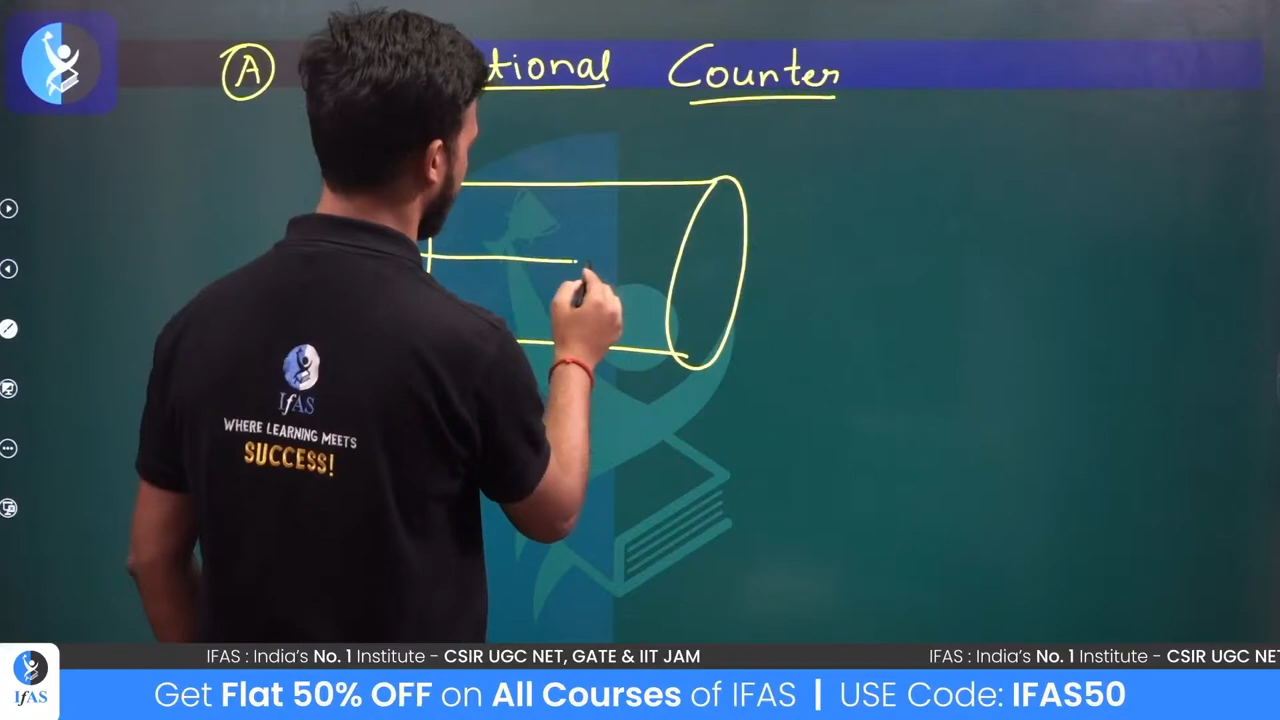 A tional Counter
IfAS
WHERE LEARNING MEETS
SUCCESS!
IFAS : India's No. 1 Institute - CSIR UGC NET, GATE & IIT JAM IFAS : India's No. 1 Institute - CSIR UGC NET
IfAS
Get Flat 50% OFF on All Courses of IFAS | USE Code: IFAS50